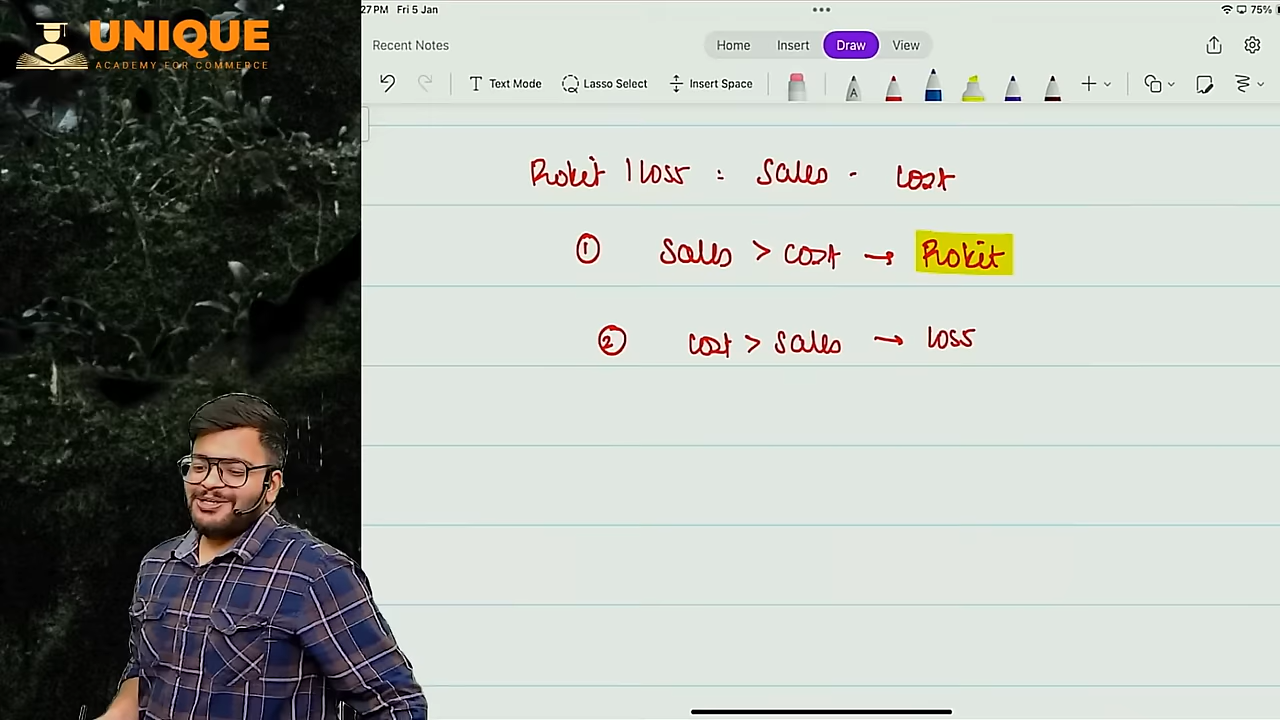 UNIQUE
ACADEMY FOR COMMERCE
27 PM Fri 5 Jan
75%
Recent Notes
Home Insert Draw View
Text Mode Lasso Select Insert Space
A
Profit | loss : Sales - Cost
① Sales > cost → Profit
② cost > sales → loss